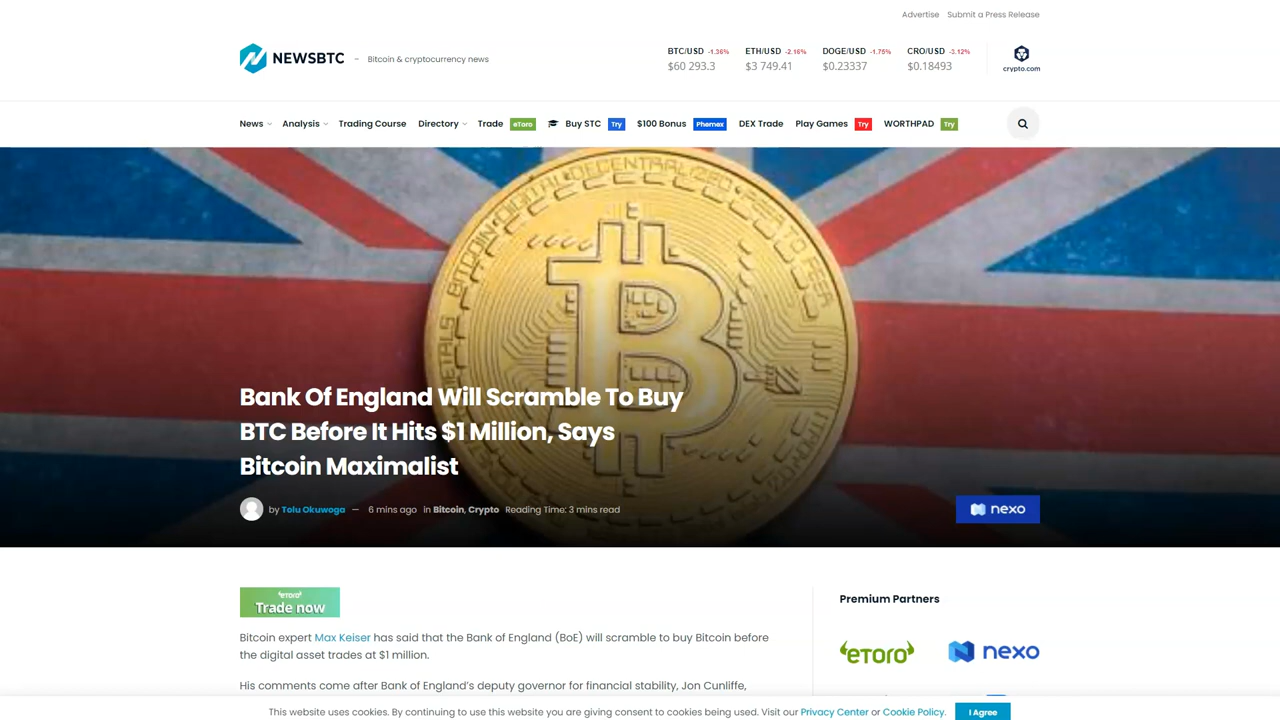 Advertise Submit a Press Release
NEWSBTC – Bitcoin & cryptocurrency news
BTC/USD -1.36% ETH/USD -2.16% DOGE/USD -1.75% CRO/USD -3.12%
$60 293.3 $3 749.41 $0.23337 $0.18493
crypto.com
News Analysis Trading Course Directory Trade eToro Buy STC Try $100 Bonus Phemex DEX Trade Play Games Try WORTHPAD Try
BITCOIN DIGITAL DECENTRALIZED PEER TO PEER
Bank Of England Will Scramble To Buy
BTC Before It Hits $1 Million, Says
Bitcoin Maximalist
by Tolu Okuwoga — 6 mins ago in Bitcoin, Crypto Reading Time: 3 mins read
nexo
eToro
Trade now
Premium Partners
Bitcoin expert Max Keiser has said that the Bank of England (BoE) will scramble to buy Bitcoin before
the digital asset trades at $1 million.
eToro nexo
His comments come after Bank of England's deputy governor for financial stability, Jon Cunliffe,
This website uses cookies. By continuing to use this website you are giving consent to cookies being used. Visit our Privacy Center or Cookie Policy. I Agree